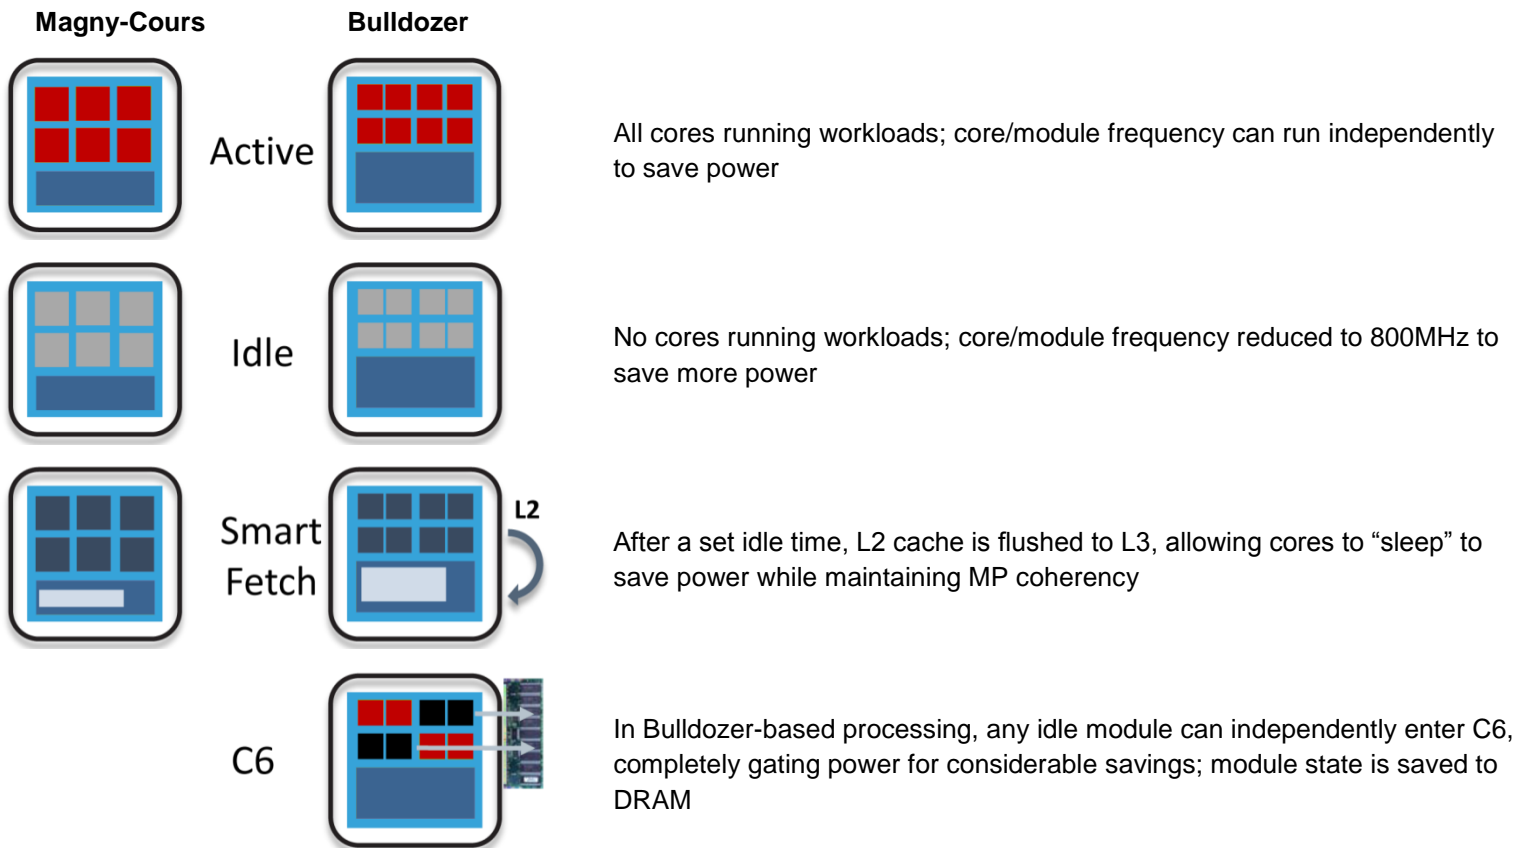 Magny-Cours Bulldozer
Active
All cores running workloads; core/module frequency can run independently
to save power
Idle
No cores running workloads; core/module frequency reduced to 800MHz to
save more power
Smart
Fetch
L2
After a set idle time, L2 cache is flushed to L3, allowing cores to “sleep” to
save power while maintaining MP coherency
C6
In Bulldozer-based processing, any idle module can independently enter C6,
completely gating power for considerable savings; module state is saved to
DRAM